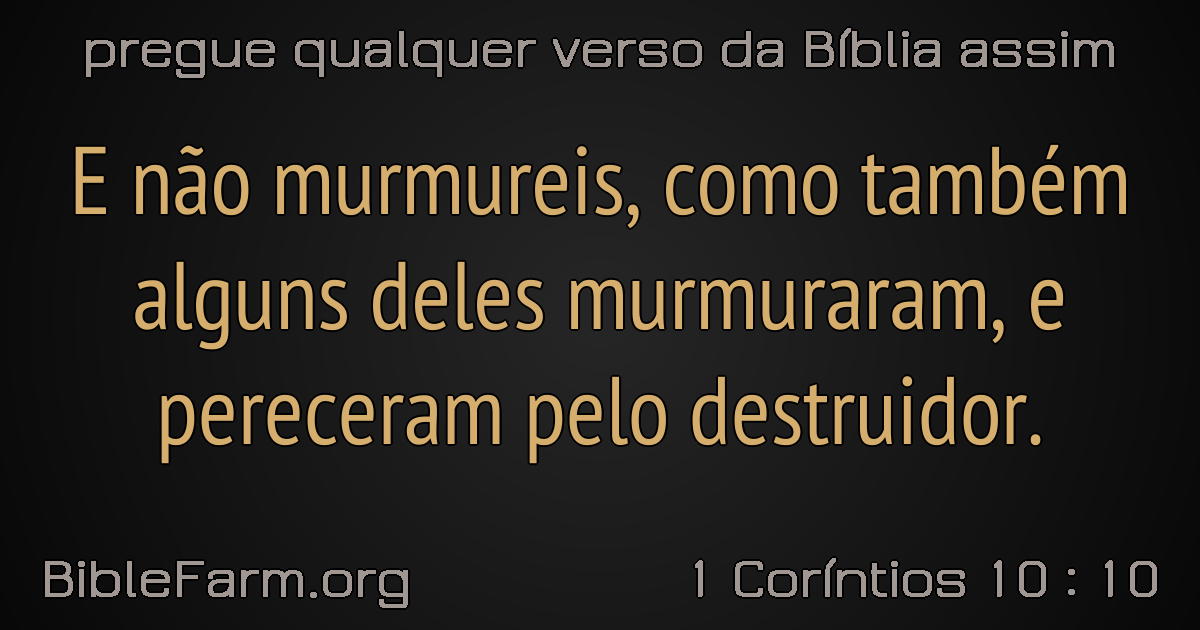 pregue qualquer verso da Bíblia assim
E não murmureis, como também
alguns deles murmuraram, e
pereceram pelo destruidor.
BibleFarm.org
1 Coríntios 10 : 10